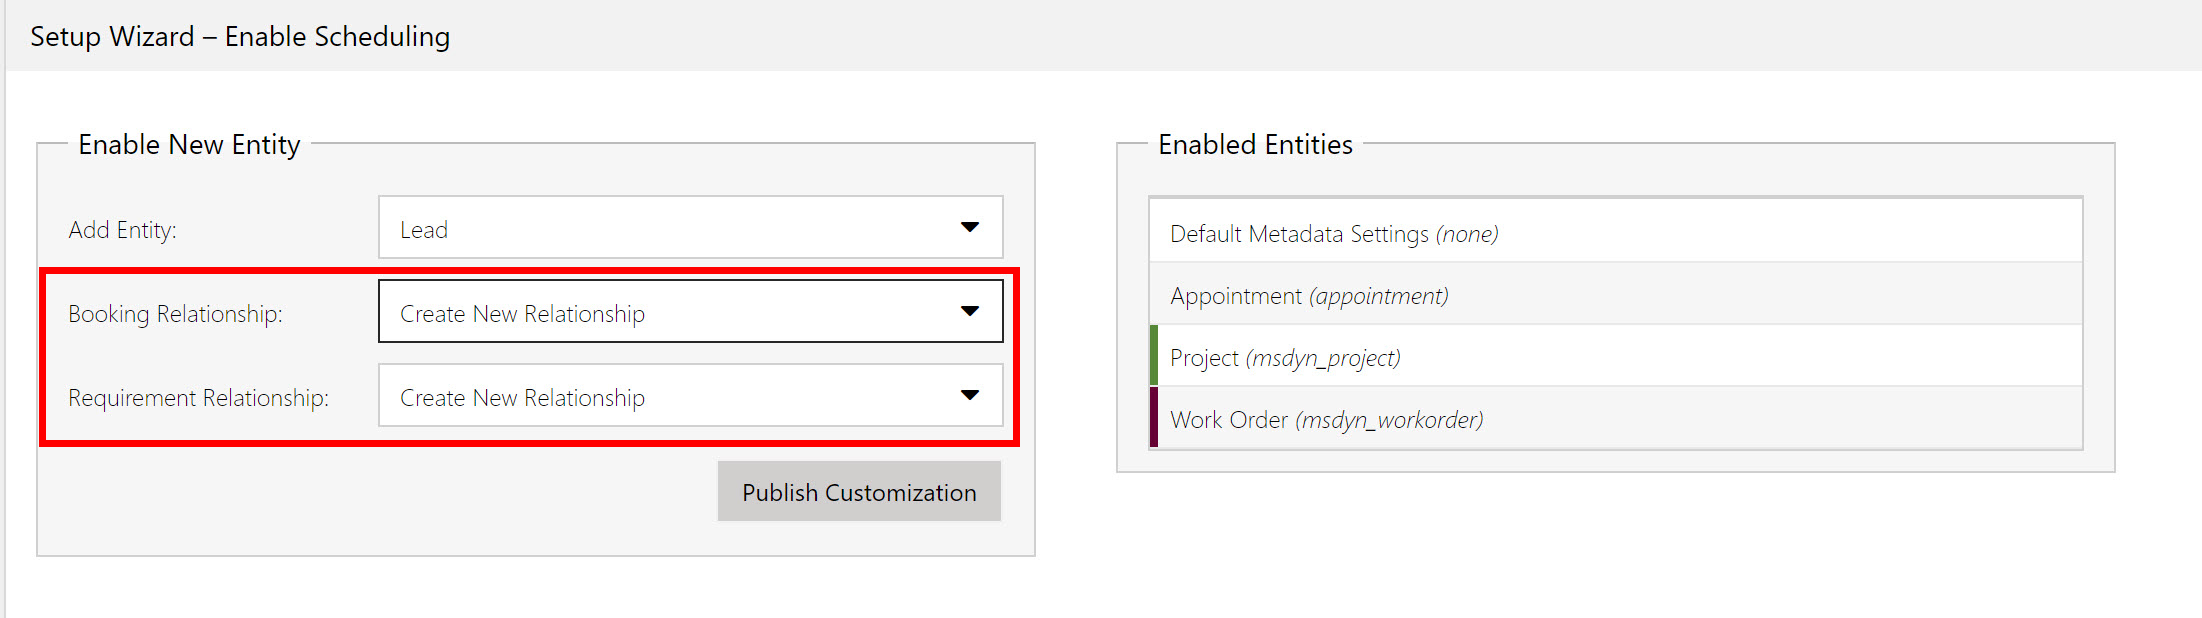 Setup Wizard – Enable Scheduling
Enable New Entity
Add Entity:
Lead
Booking Relationship:
Create New Relationship
Requirement Relationship:
Create New Relationship
Publish Customization
Enabled Entities
Default Metadata Settings (none)
Appointment (appointment)
Project (msdyn_project)
Work Order (msdyn_workorder)